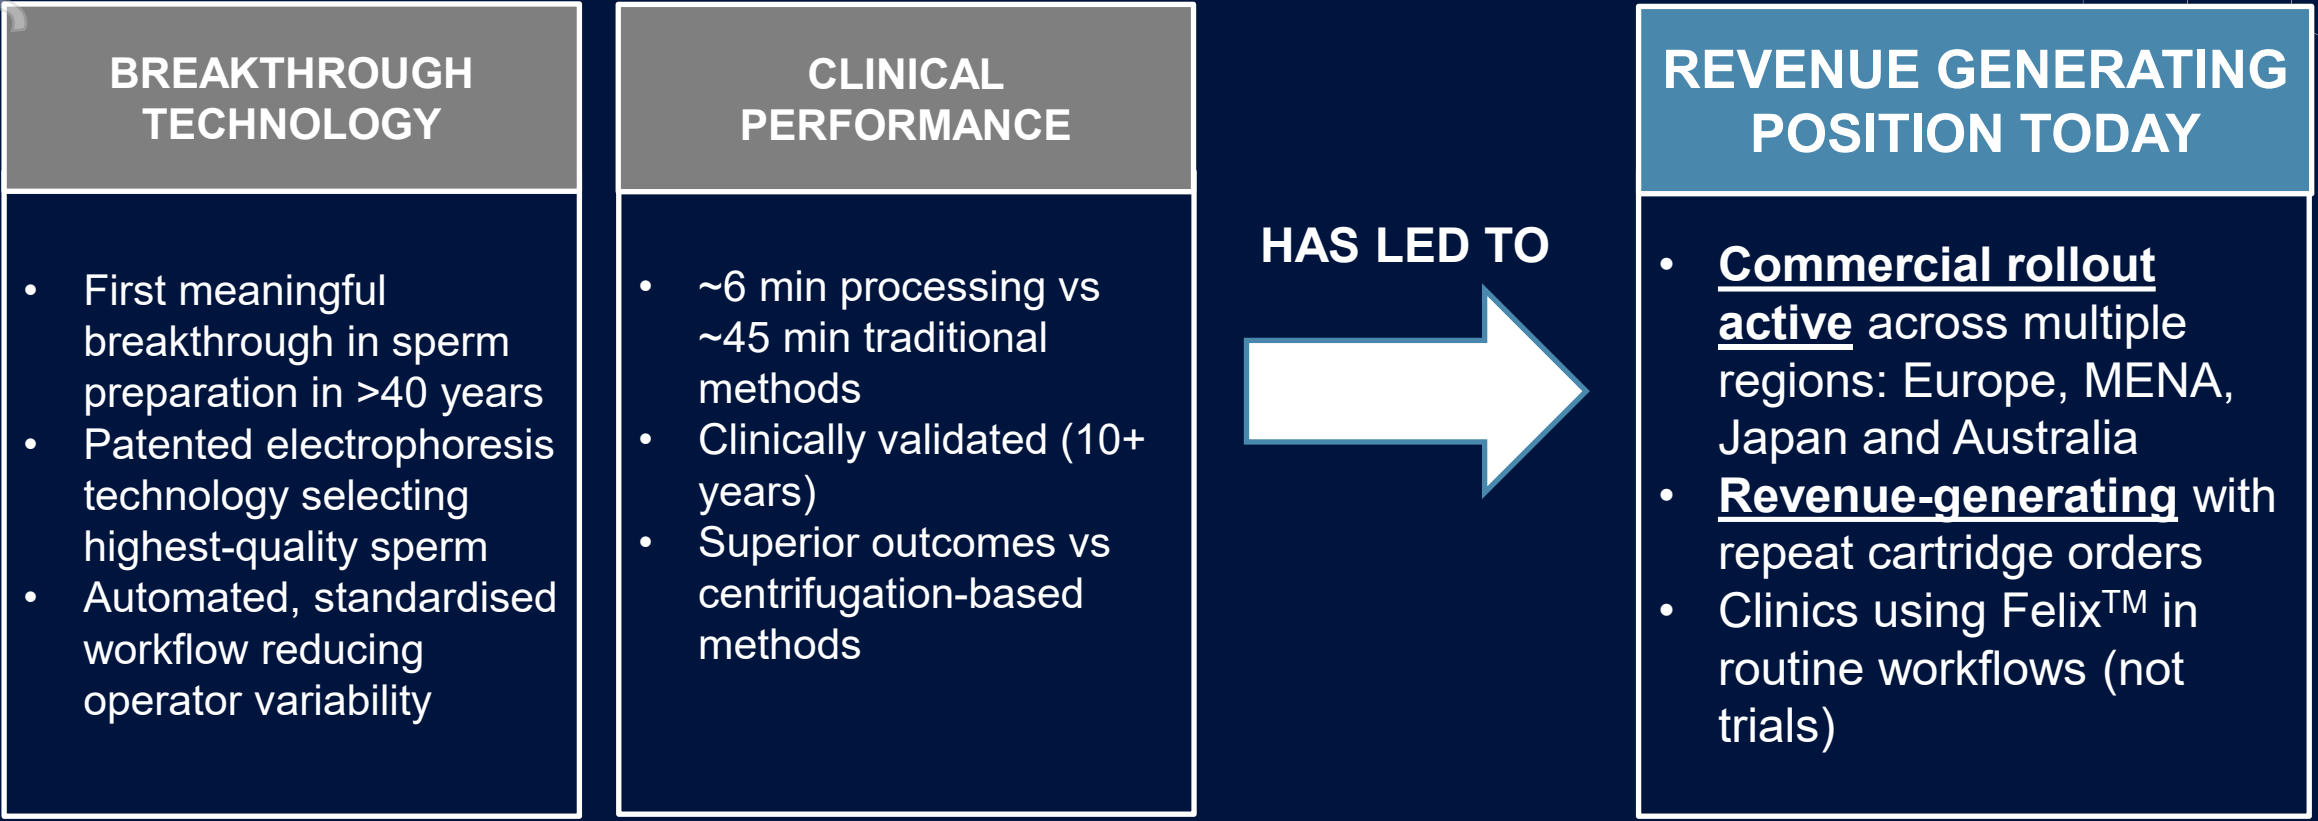 BREAKTHROUGH
TECHNOLOGY
• First meaningful
breakthrough in sperm
preparation in >40 years
• Patented electrophoresis
technology selecting
highest-quality sperm
• Automated, standardised
workflow reducing
operator variability
CLINICAL
PERFORMANCE
• ~6 min processing vs
~45 min traditional
methods
• Clinically validated (10+
years)
• Superior outcomes vs
centrifugation-based
methods
HAS LED TO
REVENUE GENERATING
POSITION TODAY
• Commercial rollout
active across multiple
regions: Europe, MENA,
Japan and Australia
• Revenue-generating with
repeat cartridge orders
• Clinics using Felix™ in
routine workflows (not
trials)